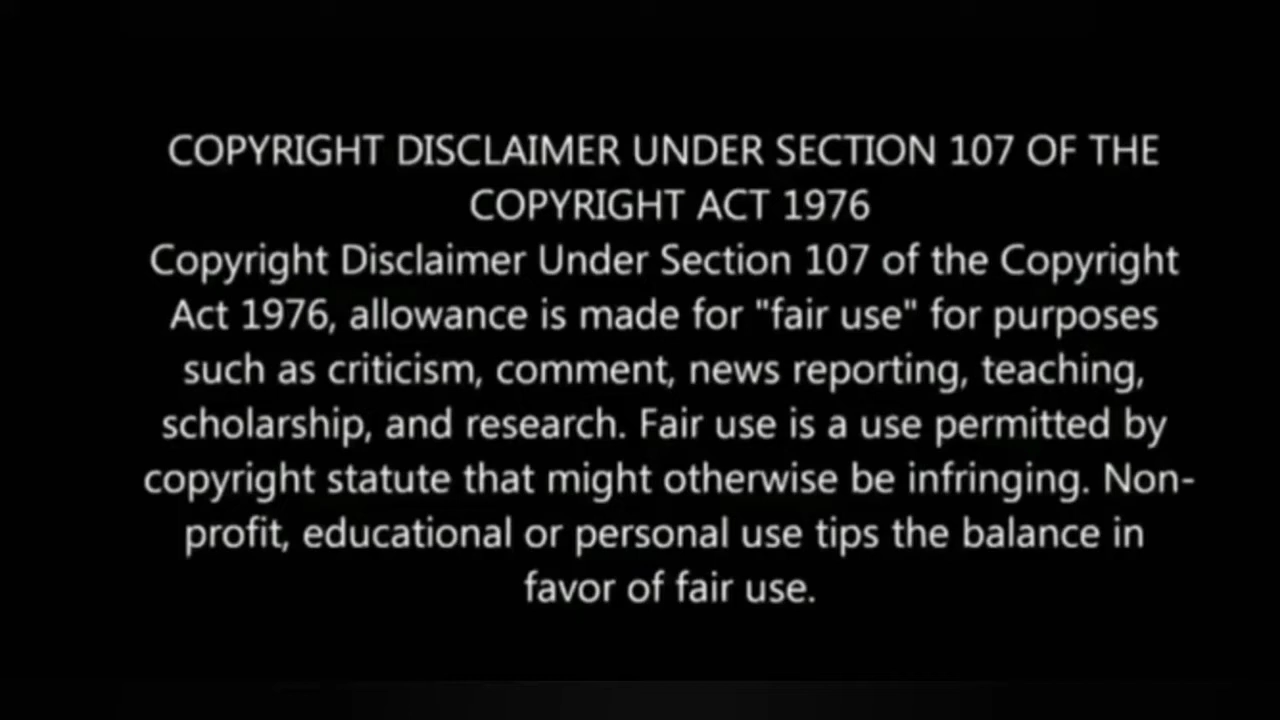 COPYRIGHT DISCLAIMER UNDER SECTION 107 OF THE
COPYRIGHT ACT 1976
Copyright Disclaimer Under Section 107 of the Copyright
Act 1976, allowance is made for "fair use" for purposes
such as criticism, comment, news reporting, teaching,
scholarship, and research. Fair use is a use permitted by
copyright statute that might otherwise be infringing. Non-
profit, educational or personal use tips the balance in
favor of fair use.